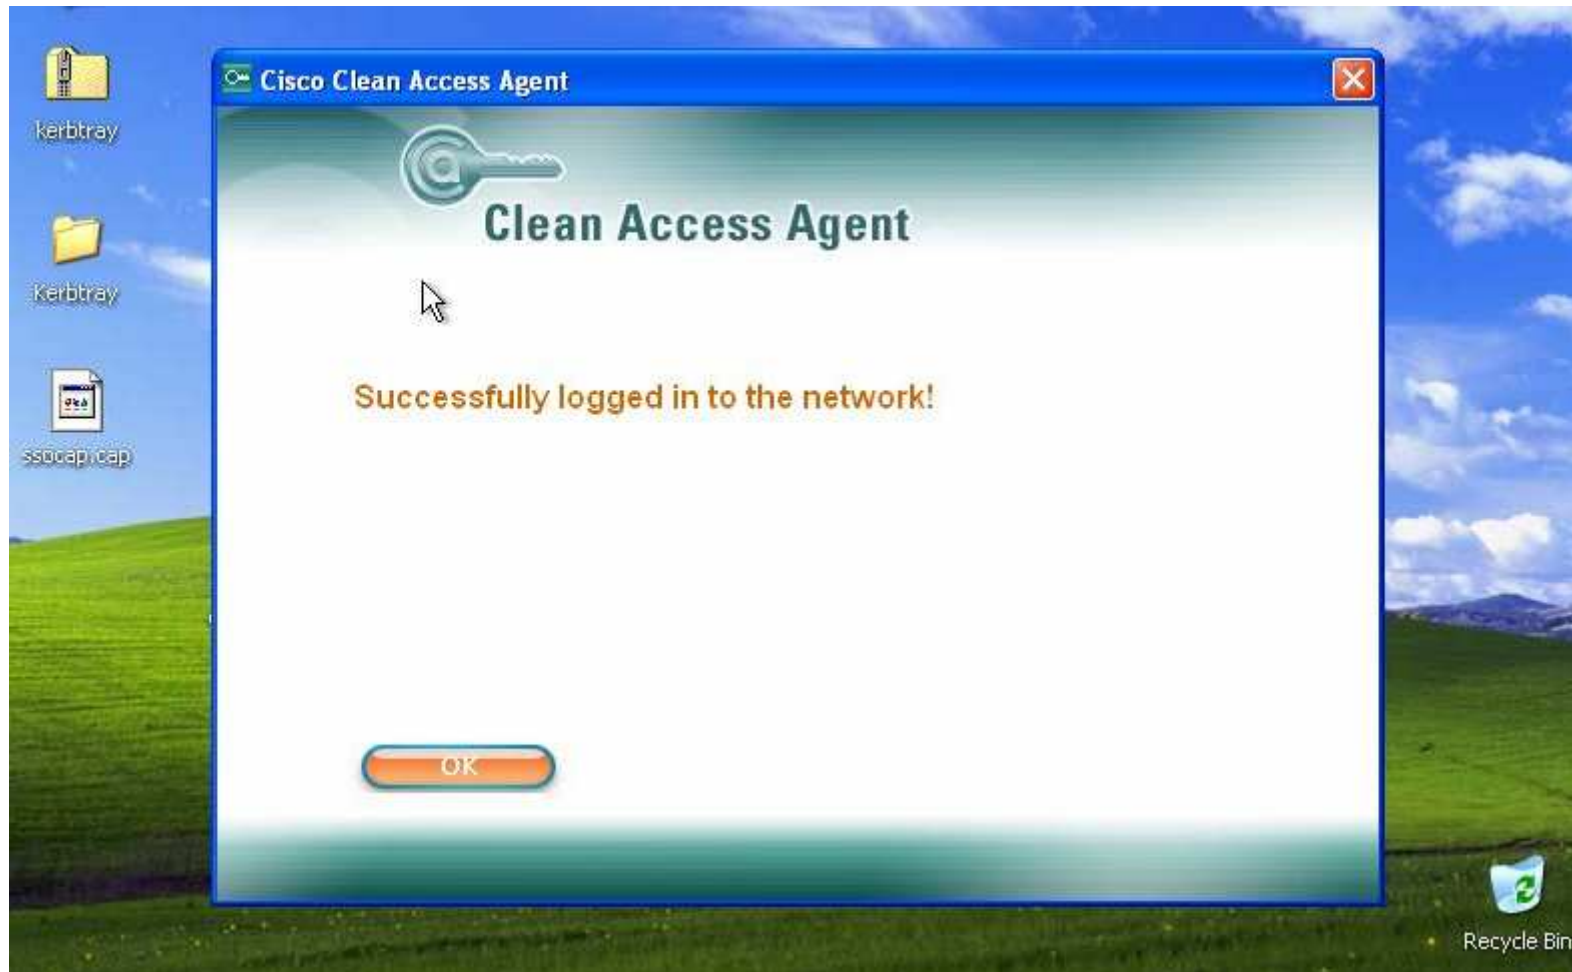 kerbtray
Kerbtray
ssocap.cap
Cisco Clean Access Agent
Clean Access Agent
Successfully logged in to the network!
OK
Recycle Bin